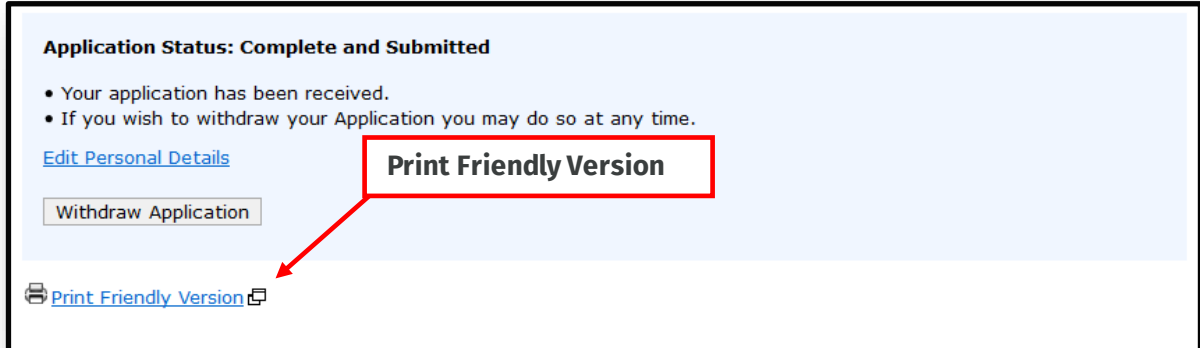 Application Status: Complete and Submitted
• Your application has been received.
• If you wish to withdraw your Application you may do so at any time.
Edit Personal Details
Print Friendly Version
Withdraw Application
Print Friendly Version